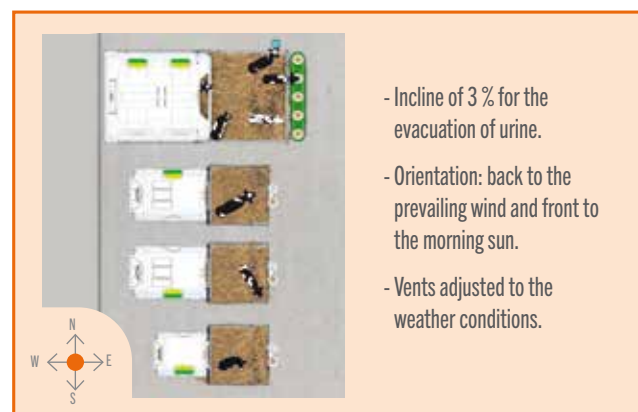 - Incline of 3 % for the
evacuation of urine.
- Orientation: back to the
prevailing wind and front to
the morning sun.
- Vents adjusted to the
weather conditions.
N
W E
S